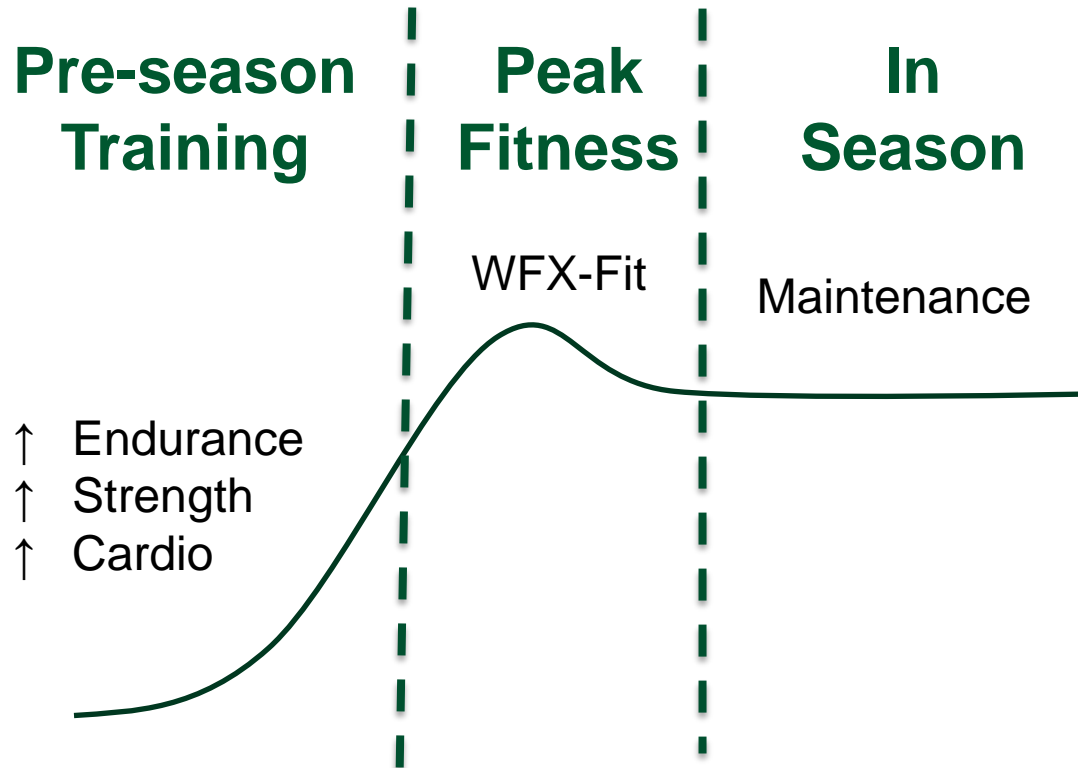 Pre-season
Training
Peak
Fitness
In
Season
WFX-Fit
Maintenance
↑ Endurance
↑ Strength
↑ Cardio